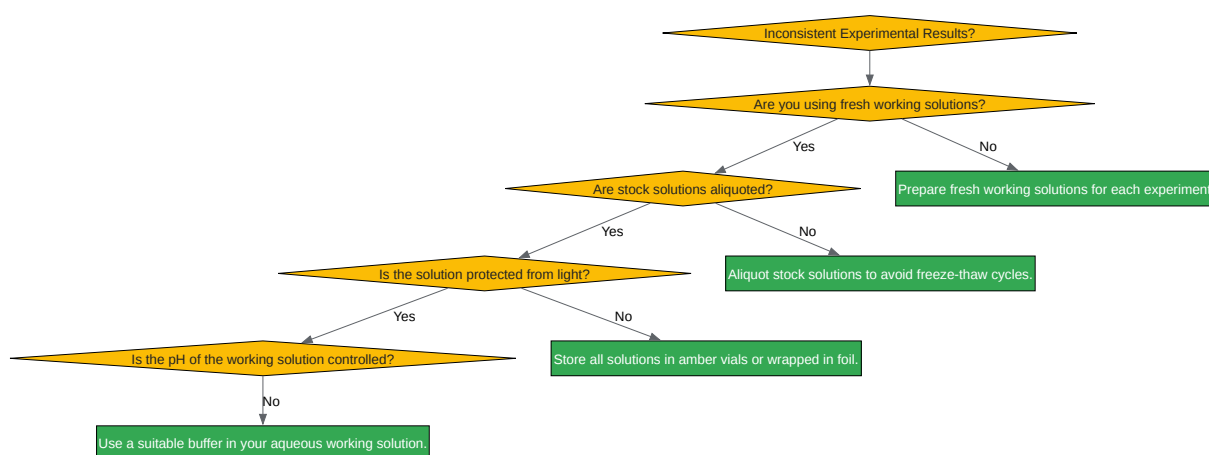 Inconsistent Experimental Results?
Are you using fresh working solutions?
Yes
No
Are stock solutions aliquoted?
Prepare fresh working solutions for each experiment
Yes
No
Is the solution protected from light?
Aliquot stock solutions to avoid freeze-thaw cycles.
Yes
No
Is the pH of the working solution controlled?
Store all solutions in amber vials or wrapped in foil.
No
Use a suitable buffer in your aqueous working solution.